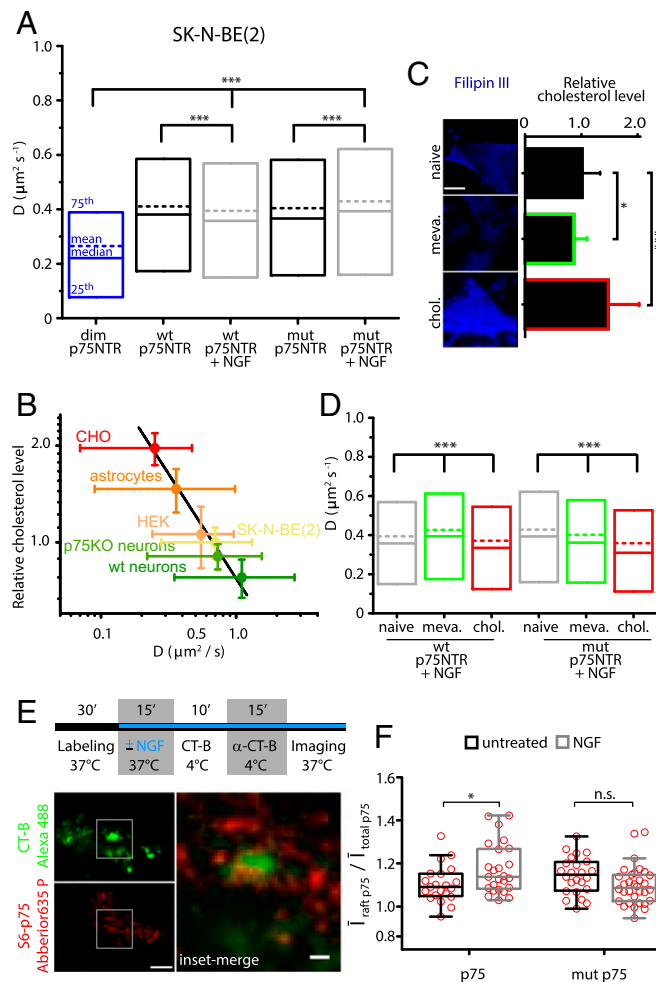 A
SK-N-BE(2)
D (µm² s⁻¹)
1.0
0.8
0.6
0.4
0.2
0
***
***
***
75th
mean
median
25th
dim
p75NTR
wt
p75NTR
wt
p75NTR
+ NGF
mut
p75NTR
mut
p75NTR
+ NGF
C
Filipin III
Relative
cholesterol level
0
1.0
2.0
naive
meva.
chol.
*
B
Relative cholesterol level
2.0
1.0
CHO
astrocytes
HEK
SK-N-BE(2)
p75KO neurons
wt neurons
0.1
0.5
1.0
D (µm² / s)
D
D (µm² s⁻¹)
1.0
0.8
0.6
0.4
0.2
0
***
***
naive
meva.
chol.
naive
meva.
chol.
wt
p75NTR
+ NGF
mut
p75NTR
+ NGF
E
30’
15’
10’
15’
Labeling
37°C
± NGF
37°C
CT-B
4°C
α-CT-B
4°C
Imaging
37°C
CT-B
Alexa 488
S6-p75
Abberior635 P
inset-merge
F
untreated
NGF
Ī raft p75 / Ī total p75
1.4
1.2
1.0
0.8
*
n.s.
p75
mut p75